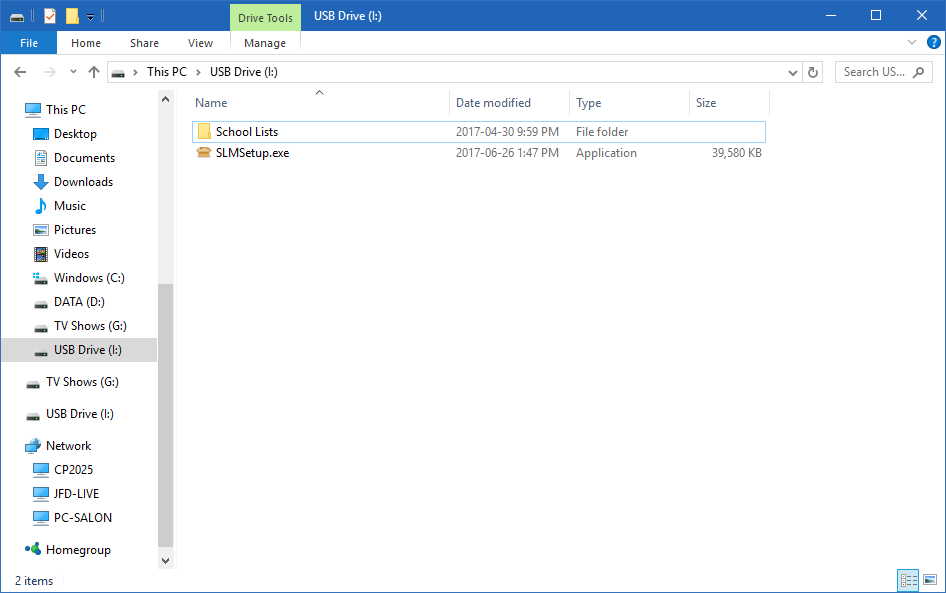 Drive Tools USB Drive (I:)
File Home Share View Manage
This PC USB Drive (I:) Search US...
Name Date modified Type Size
School Lists 2017-04-30 9:59 PM File folder
SLMSetup.exe 2017-06-26 1:47 PM Application 39,580 KB
This PC
Desktop
Documents
Downloads
Music
Pictures
Videos
Windows (C:)
DATA (D:)
TV Shows (G:)
USB Drive (I:)
TV Shows (G:)
USB Drive (I:)
Network
CP2025
JFD-LIVE
PC-SALON
Homegroup
2 items